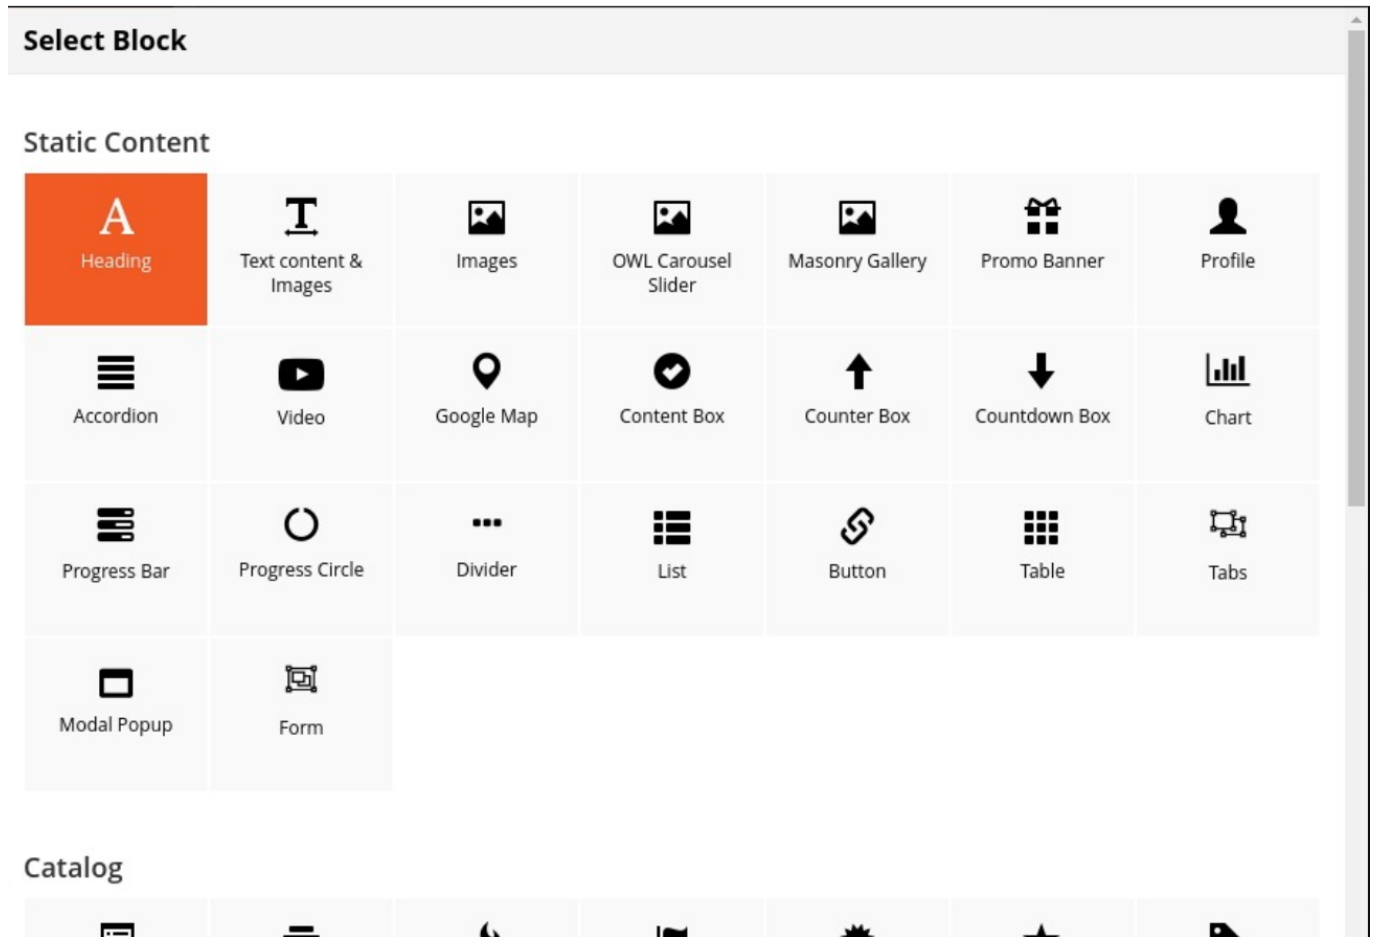 Select Block
Static Content
Heading
Text content &
Images
Images
OWL Carousel
Slider
Masonry Gallery
Promo Banner
Profile
Accordion
Video
Google Map
Content Box
Counter Box
Countdown Box
Chart
Progress Bar
Progress Circle
Divider
List
Button
Table
Tabs
Modal Popup
Form
Catalog